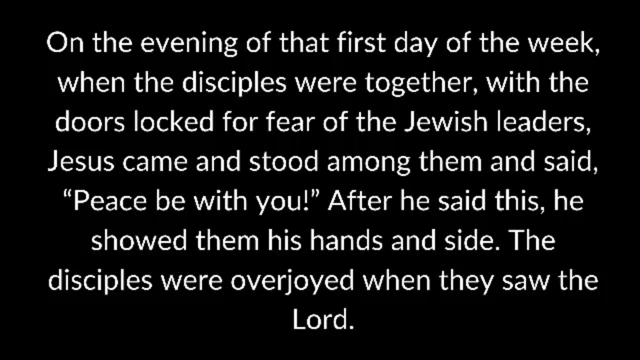 On the evening of that first day of the week,
when the disciples were together, with the
doors locked for fear of the Jewish leaders,
Jesus came and stood among them and said,
“Peace be with you!” After he said this, he
showed them his hands and side. The
disciples were overjoyed when they saw the
Lord.